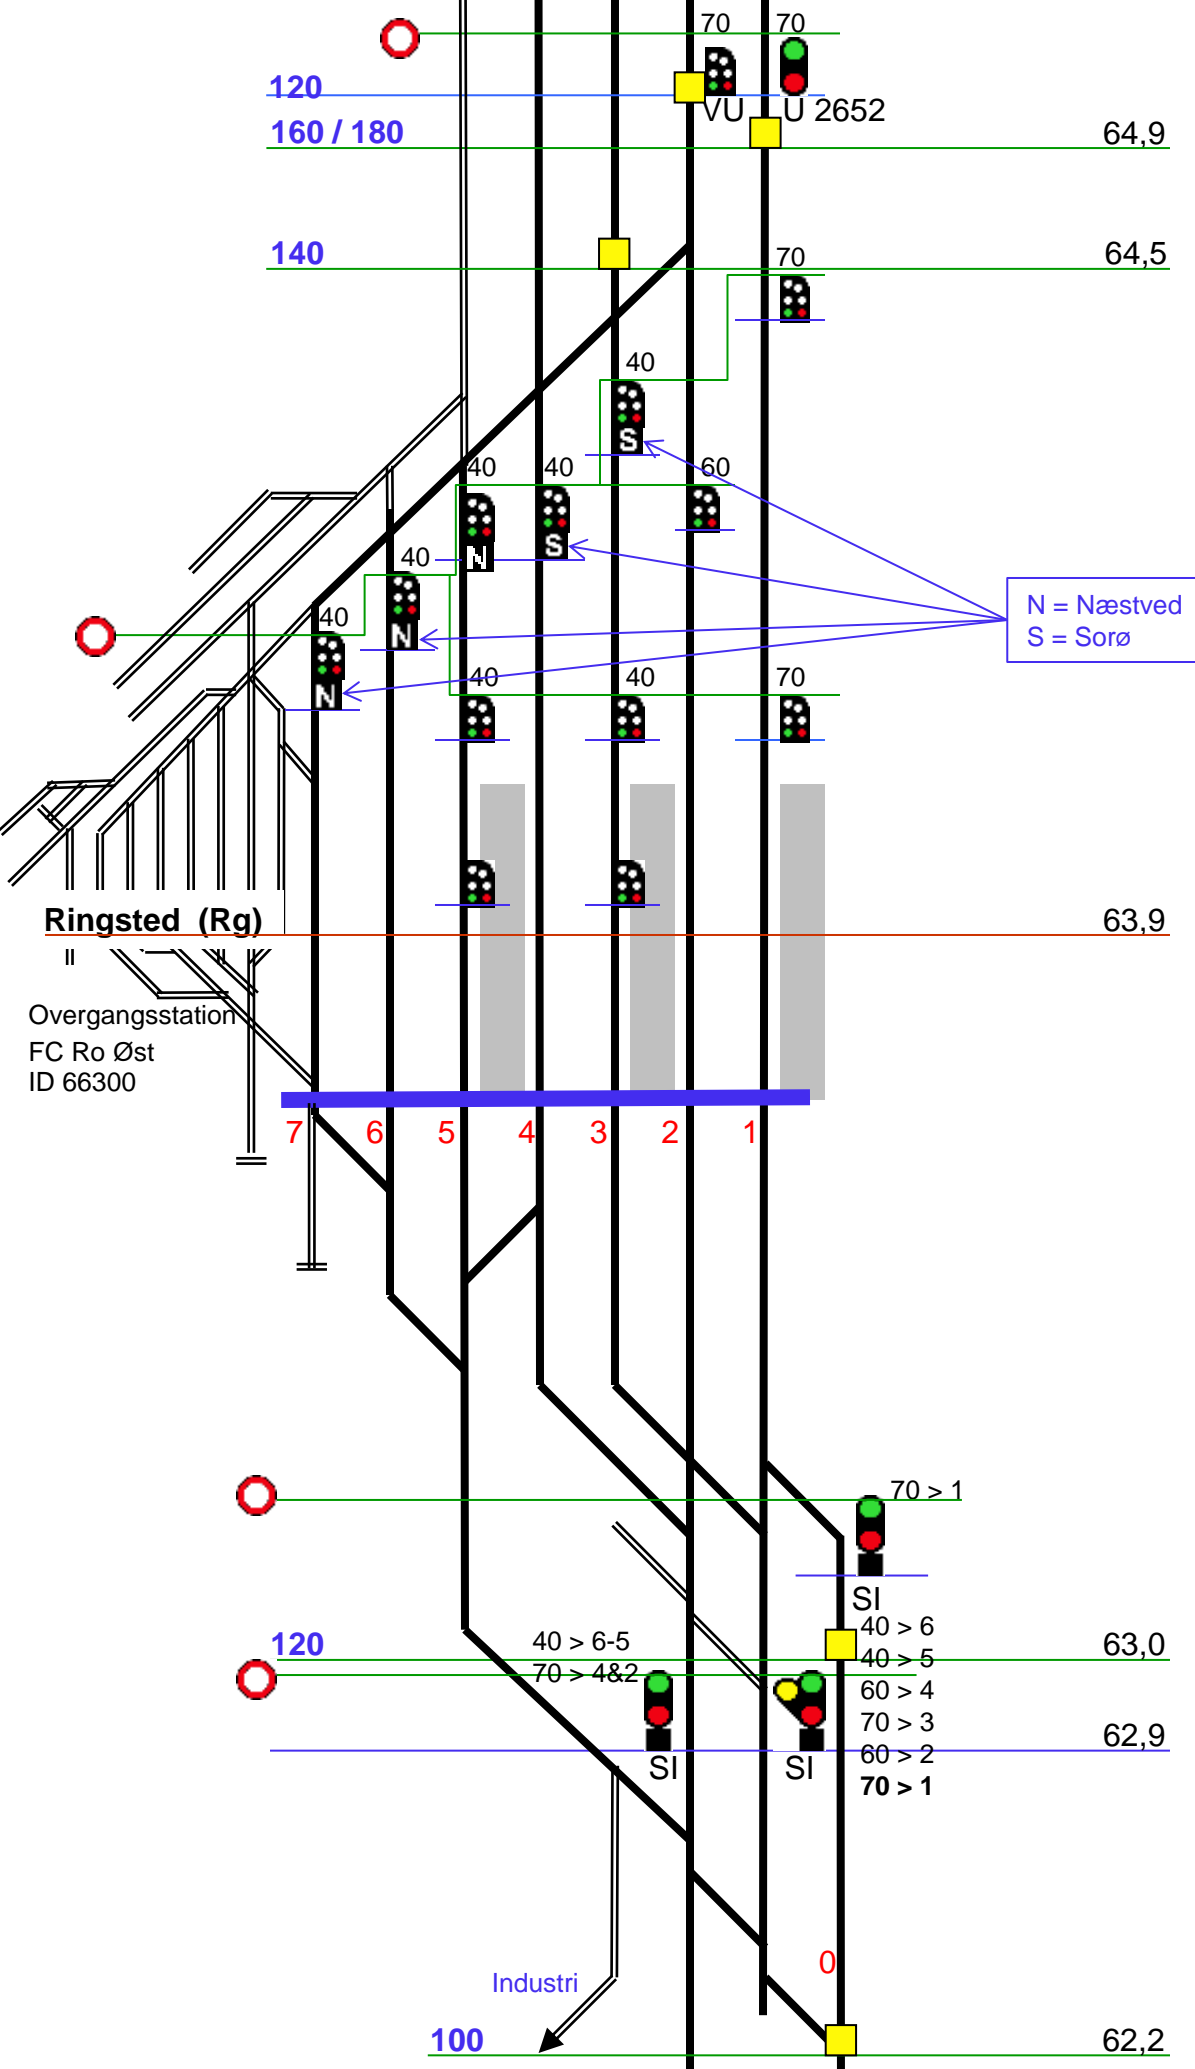 70 70
120
VU U 2652
160 / 180 64,9
140 64,5
70
40
S
40 40 60
N S
40
N
N = Næstved
S = Sorø
40
N
40 40 70
Ringsted (Rg) 63,9
Overgangsstation
FC Ro Øst
ID 66300
7 6 5 4 3 2 1
70 > 1
SI
40 > 6
40 > 6-5
120 63,0
40 > 5
70 > 4&2
60 > 4
70 > 3
62,9
60 > 2
SI SI
70 > 1
0
Industri
100 62,2